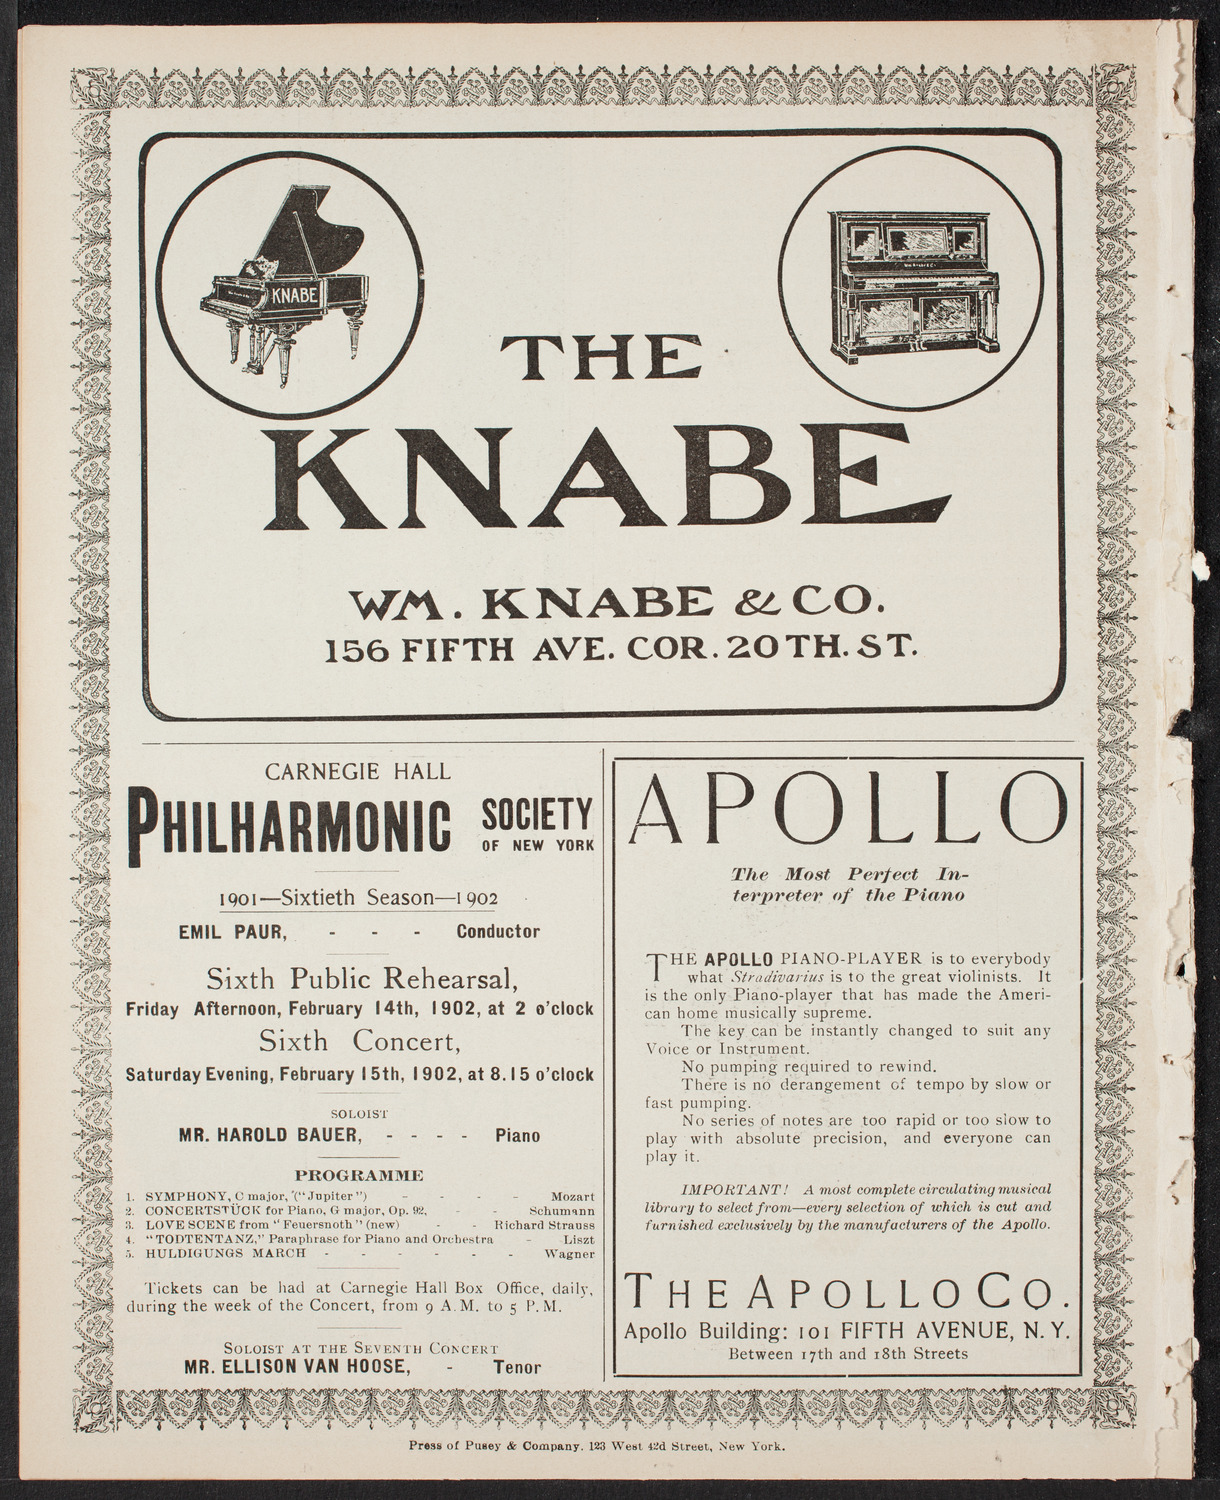 KNABE
THE
KNABE
WM. KNABE & CO.
156 FIFTH AVE. COR. 20TH. ST.
CARNEGIE HALL
PHILHARMONIC SOCIETY
OF NEW YORK
1901—Sixtieth Season—1902
EMIL PAUR, - - - Conductor
Sixth Public Rehearsal,
Friday Afternoon, February 14th, 1902, at 2 o'clock
Sixth Concert,
Saturday Evening, February 15th, 1902, at 8.15 o'clock
SOLOIST
MR. HAROLD BAUER, - - - - Piano
PROGRAMME
1. SYMPHONY, C major, ("Jupiter") - - - - Mozart
2. CONCERTSTÜCK for Piano, G major, Op. 92, - - Schumann
3. LOVE SCENE from "Feuersnoth" (new) - - Richard Strauss
4. "TODTENTANZ," Paraphrase for Piano and Orchestra - Liszt
5. HULDIGUNGS MARCH - - - - - - Wagner
Tickets can be had at Carnegie Hall Box Office, daily,
during the week of the Concert, from 9 A.M. to 5 P.M.
SOLOIST AT THE SEVENTH CONCERT
MR. ELLISON VAN HOOSE, - Tenor
APOLLO
The Most Perfect In-
terpreter of the Piano
THE APOLLO PIANO-PLAYER is to everybody
what Stradivarius is to the great violinists. It
is the only Piano-player that has made the Ameri-
can home musically supreme.
The key can be instantly changed to suit any
Voice or Instrument.
No pumping required to rewind.
There is no derangement of tempo by slow or
fast pumping.
No series of notes are too rapid or too slow to
play with absolute precision, and everyone can
play it.
IMPORTANT! A most complete circulating musical
library to select from—every selection of which is cut and
furnished exclusively by the manufacturers of the Apollo.
THE APOLLO CO.
Apollo Building: 101 FIFTH AVENUE, N. Y.
Between 17th and 18th Streets
Press of Pusey & Company. 123 West 42d Street, New York.